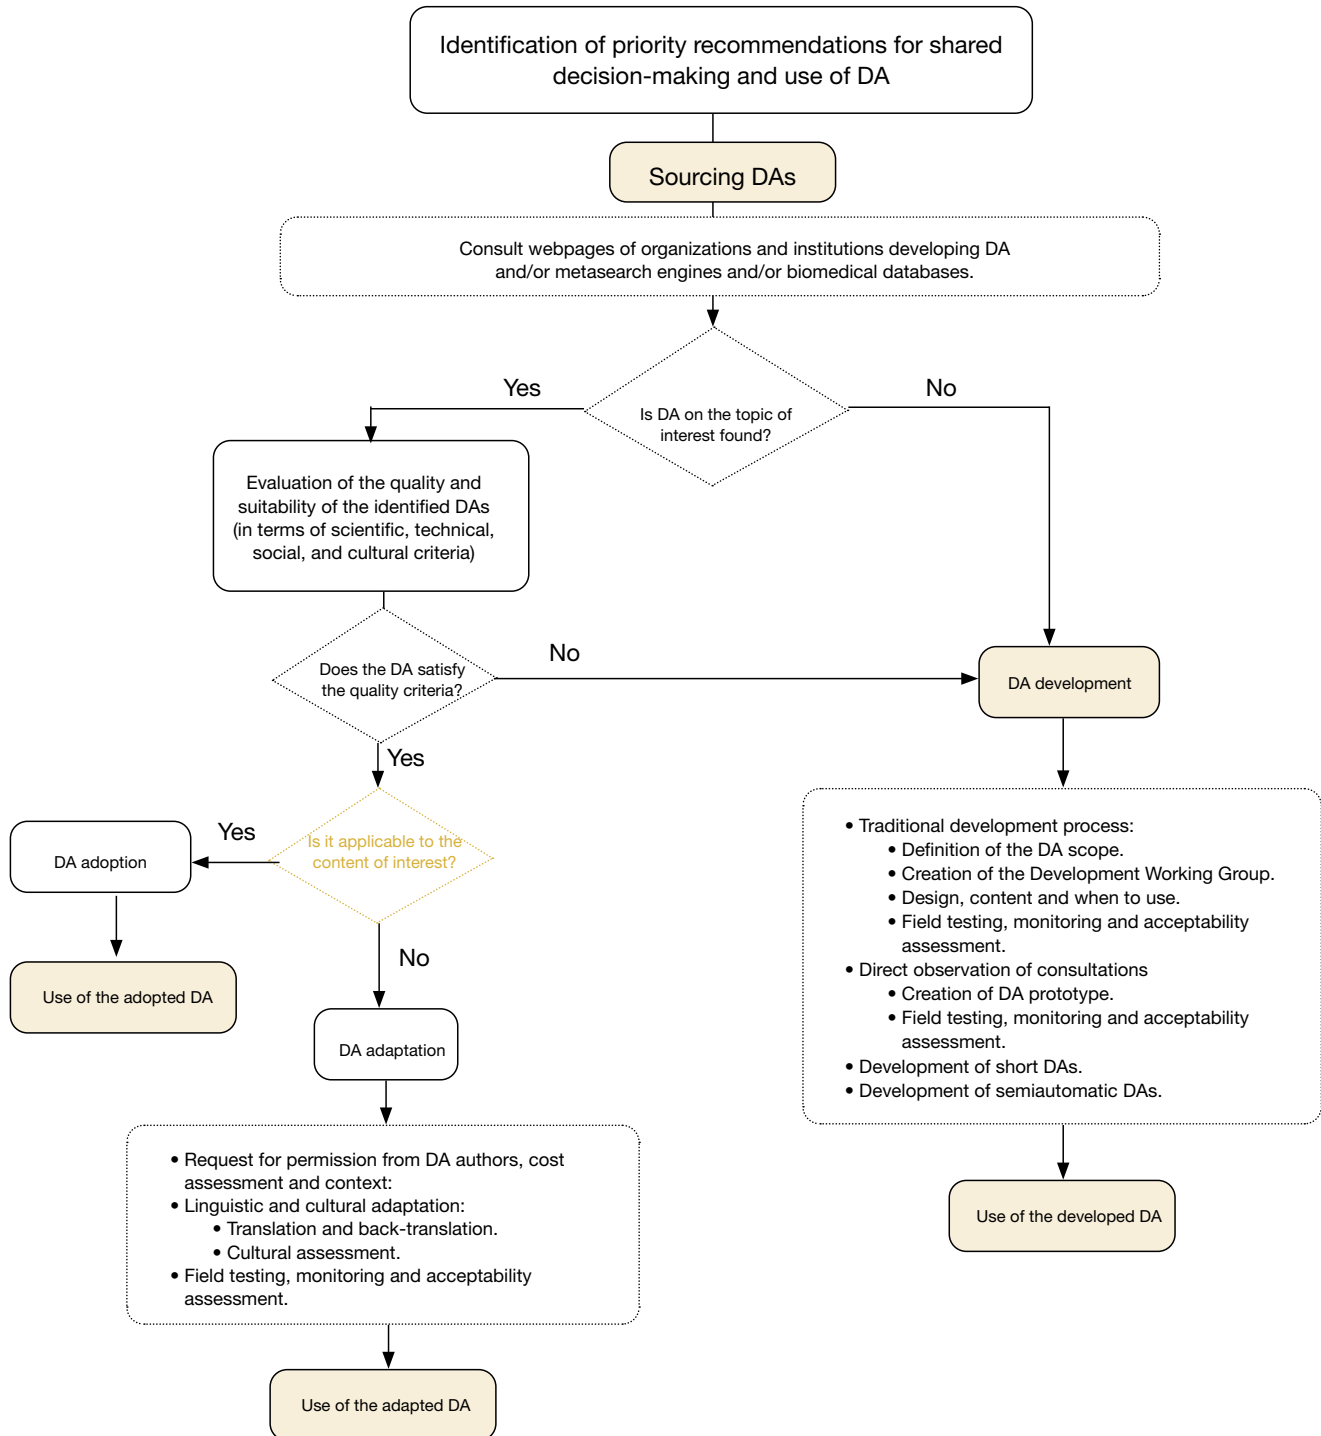 Identification of priority recommendations for shared
decision-making and use of DA
Sourcing DAs
Consult webpages of organizations and institutions developing DA
and/or metasearch engines and/or biomedical databases.
Is DA on the topic of
interest found?
Yes
No
Evaluation of the quality and
suitability of the identified DAs
(in terms of scientific, technical,
social, and cultural criteria)
Does the DA satisfy
the quality criteria?
No
Yes
DA development
Is it applicable to the
content of interest?
Yes
No
DA adoption
Use of the adopted DA
DA adaptation
• Request for permission from DA authors, cost
assessment and context:
• Linguistic and cultural adaptation:
• Translation and back-translation.
• Cultural assessment.
• Field testing, monitoring and acceptability
assessment.
Use of the adapted DA
• Traditional development process:
• Definition of the DA scope.
• Creation of the Development Working Group.
• Design, content and when to use.
• Field testing, monitoring and acceptability
assessment.
• Direct observation of consultations
• Creation of DA prototype.
• Field testing, monitoring and acceptability
assessment.
• Development of short DAs.
• Development of semiautomatic DAs.
Use of the developed DA